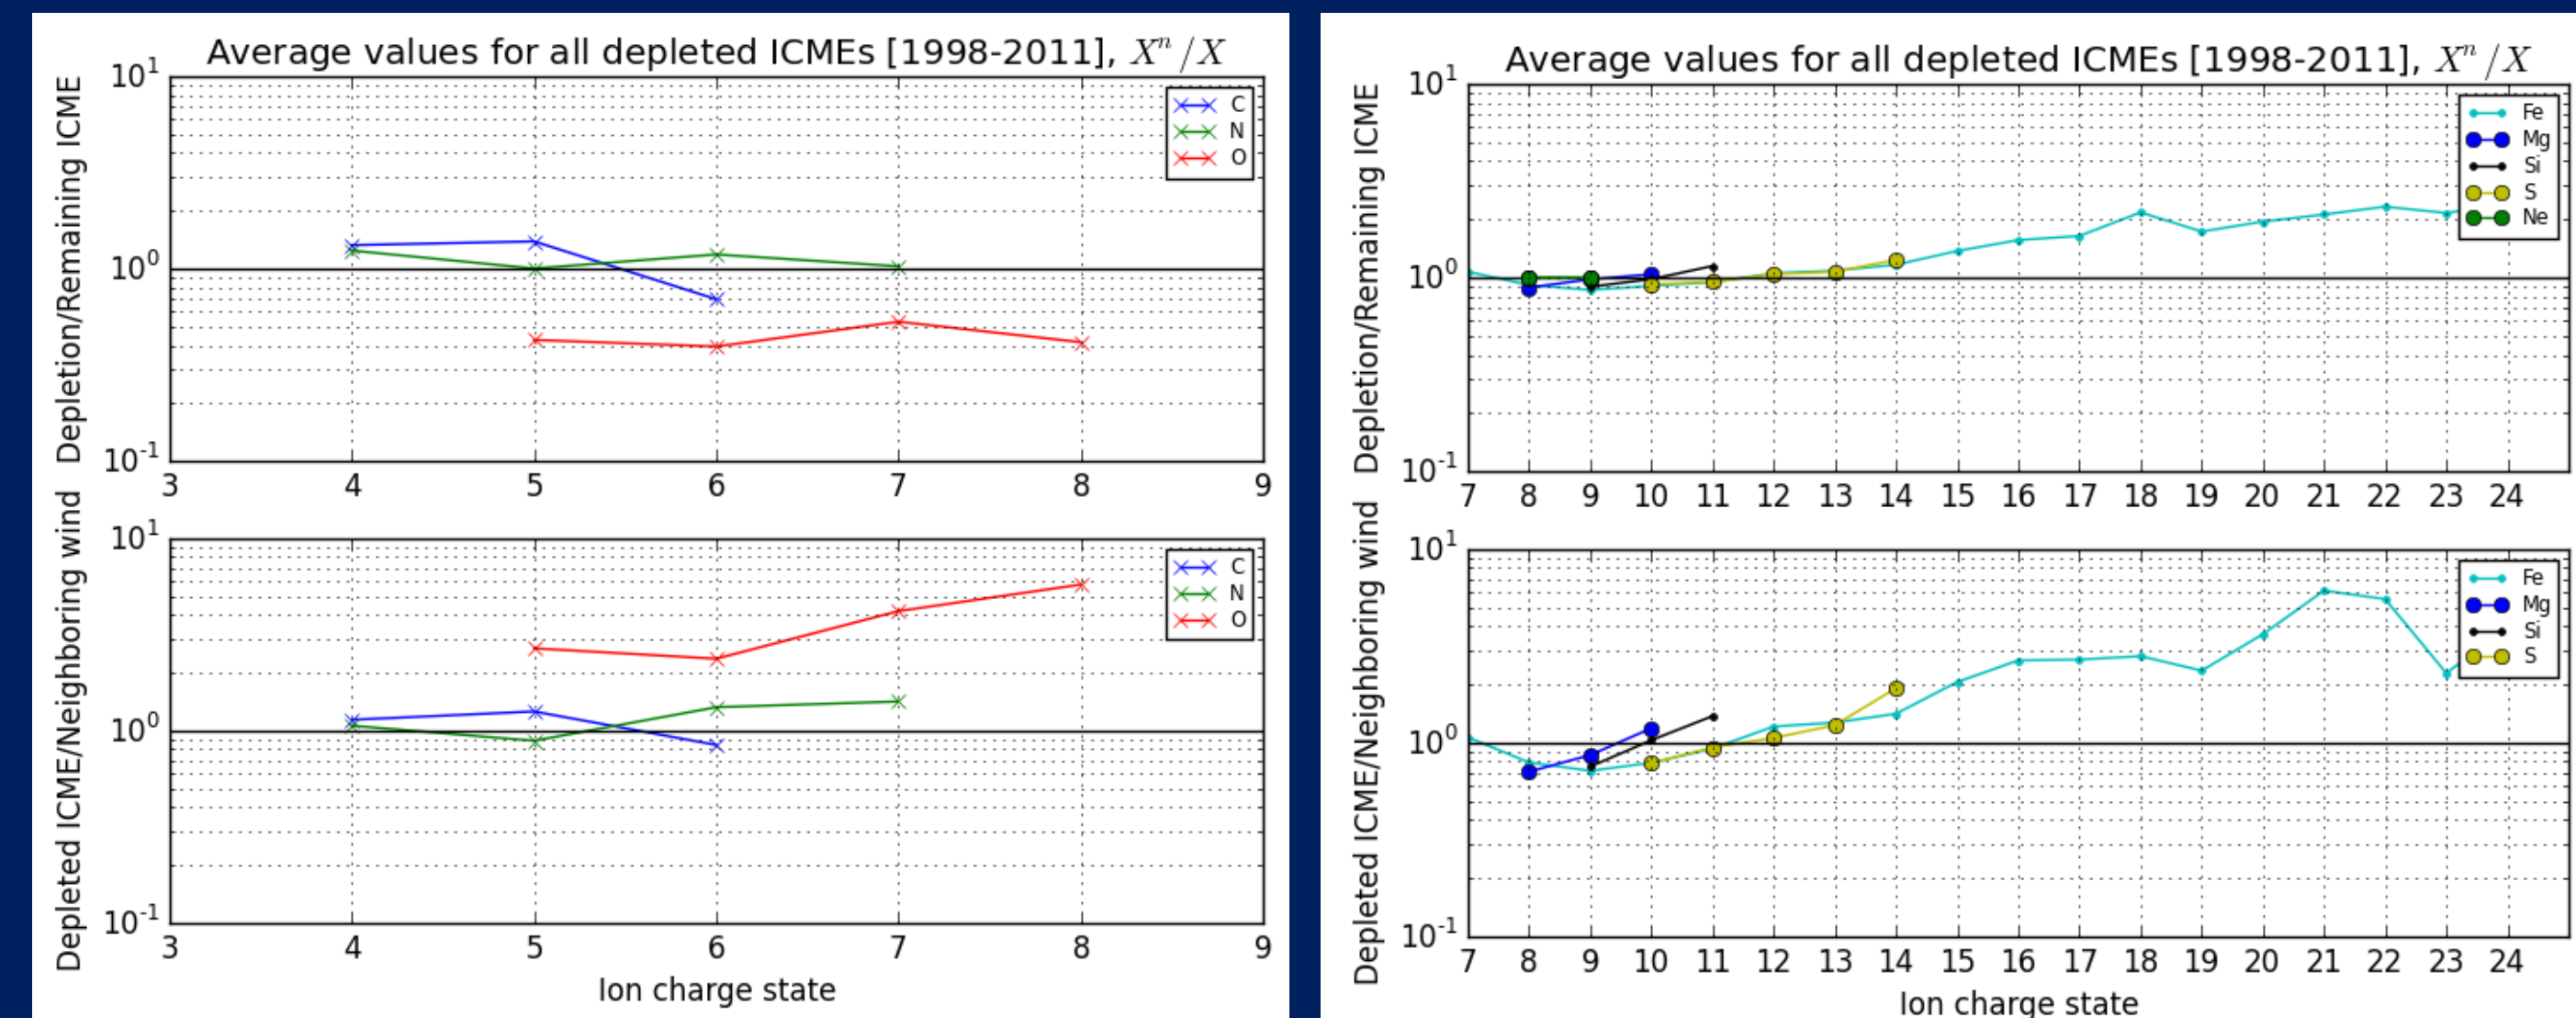 Average values for all depleted ICMEs [1998-2011], Xⁿ/X
Depletion/Remaining ICME
10¹
10⁰
10⁻¹
C
N
O
3 4 5 6 7 8 9
Depleted ICME/Neighboring wind
10¹
10⁰
10⁻¹
C
N
O
3 4 5 6 7 8 9
Ion charge state
Average values for all depleted ICMEs [1998-2011], Xⁿ/X
Depletion/Remaining ICME
10¹
10⁰
10⁻¹
Fe
Mg
Si
S
Ne
7 8 9 10 11 12 13 14 15 16 17 18 19 20 21 22 23 24
Depleted ICME/Neighboring wind
10¹
10⁰
10⁻¹
Fe
Mg
Si
S
7 8 9 10 11 12 13 14 15 16 17 18 19 20 21 22 23 24
Ion charge state